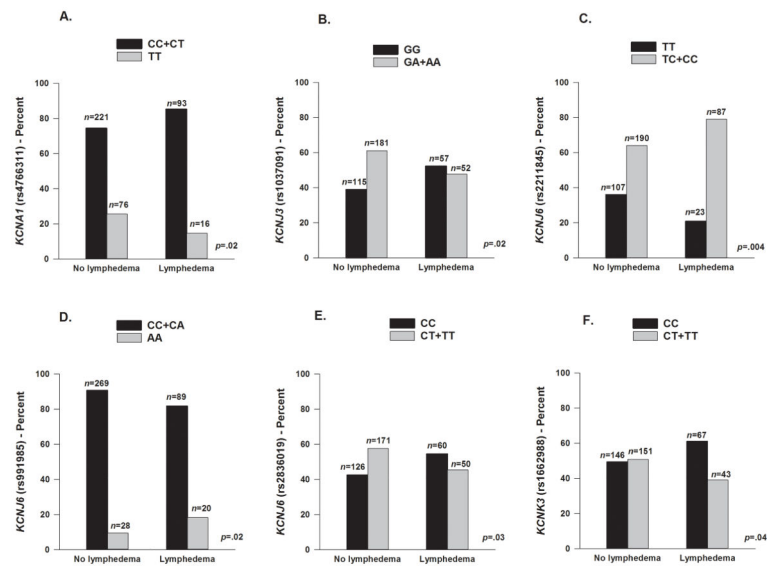 A.
CC+CT
TT
KCNA1 (rs4766311) - Percent
100
80
60
40
20
0
n=221
n=76
n=93
n=16
No lymphedema
Lymphedema
p=.02
B.
GG
GA+AA
KCNJ3 (rs1037091) - Percent
100
80
60
40
20
0
n=115
n=181
n=57
n=52
No lymphedema
Lymphedema
p=.02
C.
TT
TC+CC
KCNJ6 (rs2211845) - Percent
100
80
60
40
20
0
n=107
n=190
n=23
n=87
No lymphedema
Lymphedema
p=.004
D.
CC+CA
AA
KCNJ6 (rs991985) - Percent
100
80
60
40
20
0
n=269
n=28
n=89
n=20
No lymphedema
Lymphedema
p=.02
E.
CC
CT+TT
KCNJ6 (rs2836019) - Percent
100
80
60
40
20
0
n=126
n=171
n=60
n=50
No lymphedema
Lymphedema
p=.03
F.
CC
CT+TT
KCNK3 (rs1662988) - Percent
100
80
60
40
20
0
n=146
n=151
n=67
n=43
No lymphedema
Lymphedema
p=.04